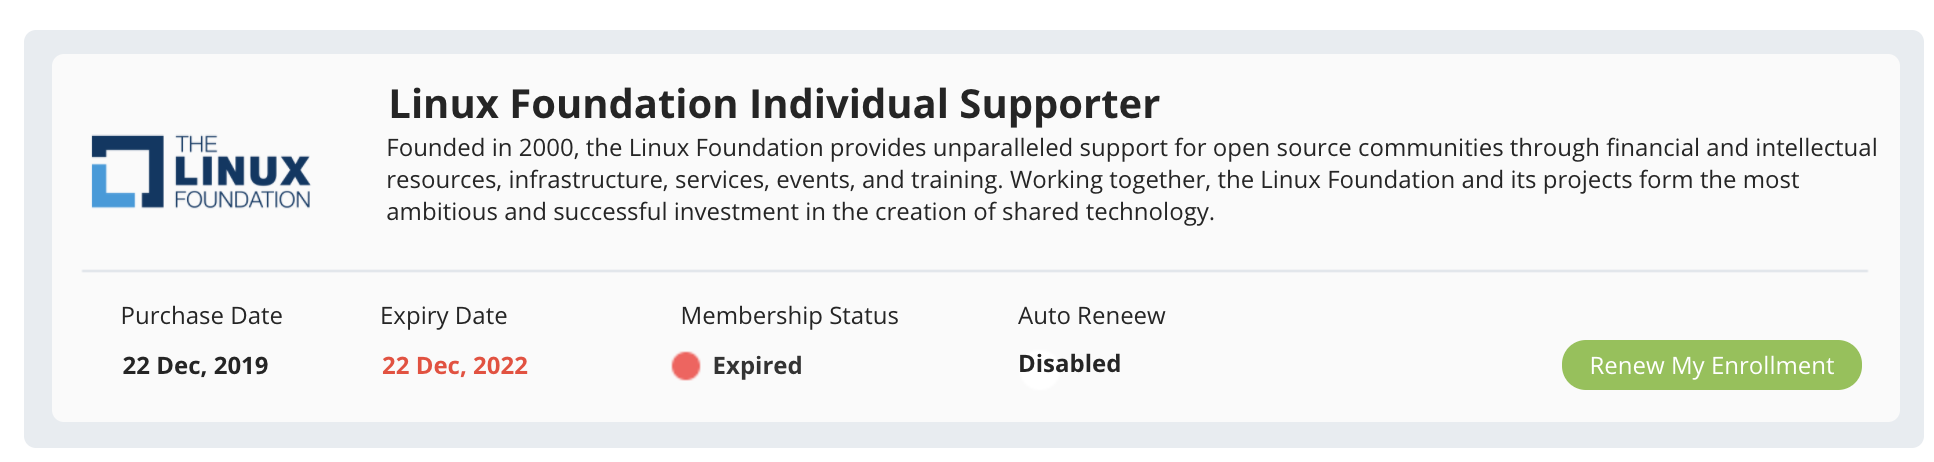 Linux Foundation Individual Supporter
THE
LINUX
FOUNDATION
Founded in 2000, the Linux Foundation provides unparalleled support for open source communities through financial and intellectual
resources, infrastructure, services, events, and training. Working together, the Linux Foundation and its projects form the most
ambitious and successful investment in the creation of shared technology.
Purchase Date Expiry Date Membership Status Auto Reneew
22 Dec, 2019 22 Dec, 2022 Expired Disabled Renew My Enrollment